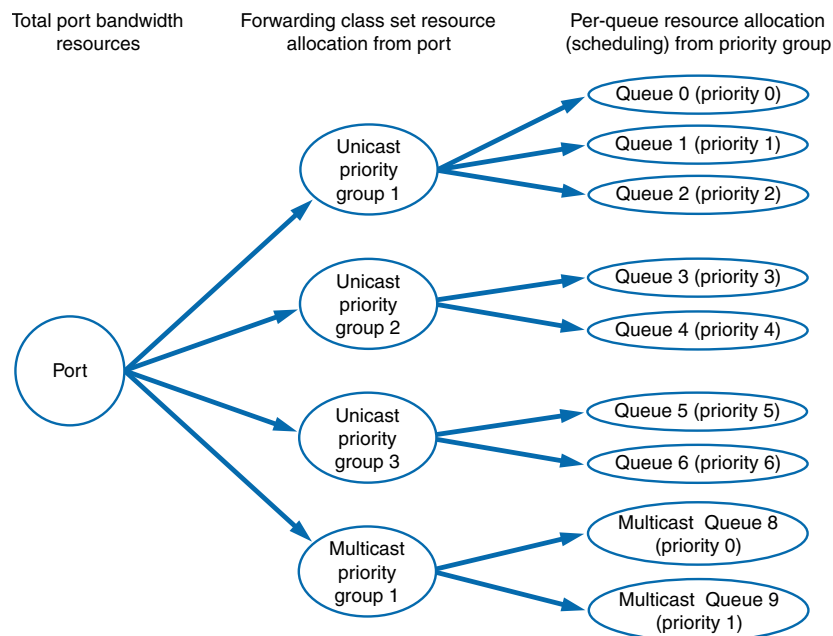 Total port bandwidth
resources
Forwarding class set resource
allocation from port
Per-queue resource allocation
(scheduling) from priority group
Port
Unicast
priority
group 1
Queue 0 (priority 0)
Queue 1 (priority 1)
Queue 2 (priority 2)
Unicast
priority
group 2
Queue 3 (priority 3)
Queue 4 (priority 4)
Unicast
priority
group 3
Queue 5 (priority 5)
Queue 6 (priority 6)
Multicast
priority
group 1
Multicast Queue 8
(priority 0)
Multicast Queue 9
(priority 1)